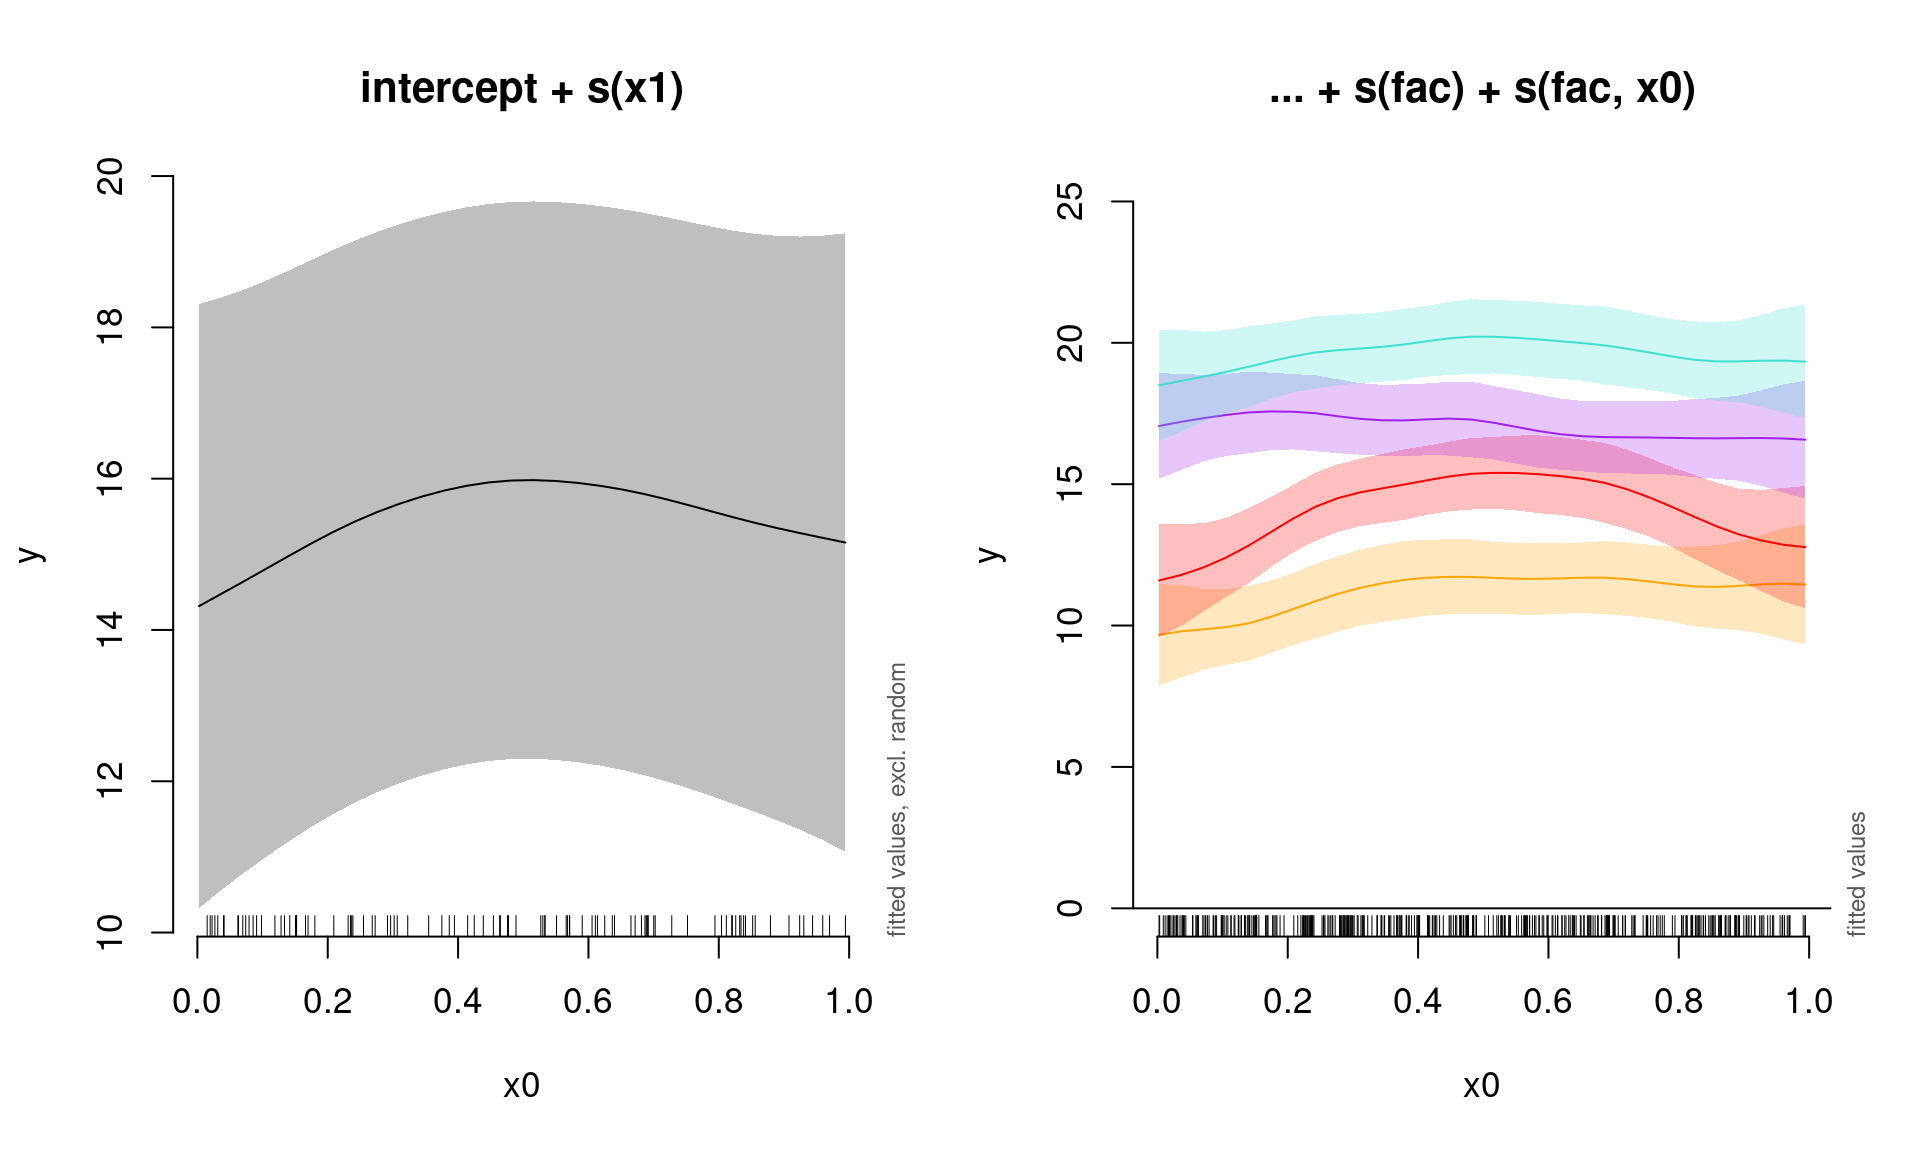 intercept + s(x1)
20
18
16
14
12
10
y
0.0 0.2 0.4 0.6 0.8 1.0
x0
fitted values, excl. random
... + s(fac) + s(fac, x0)
25
20
15
10
5
0
y
0.0 0.2 0.4 0.6 0.8 1.0
x0
fitted values